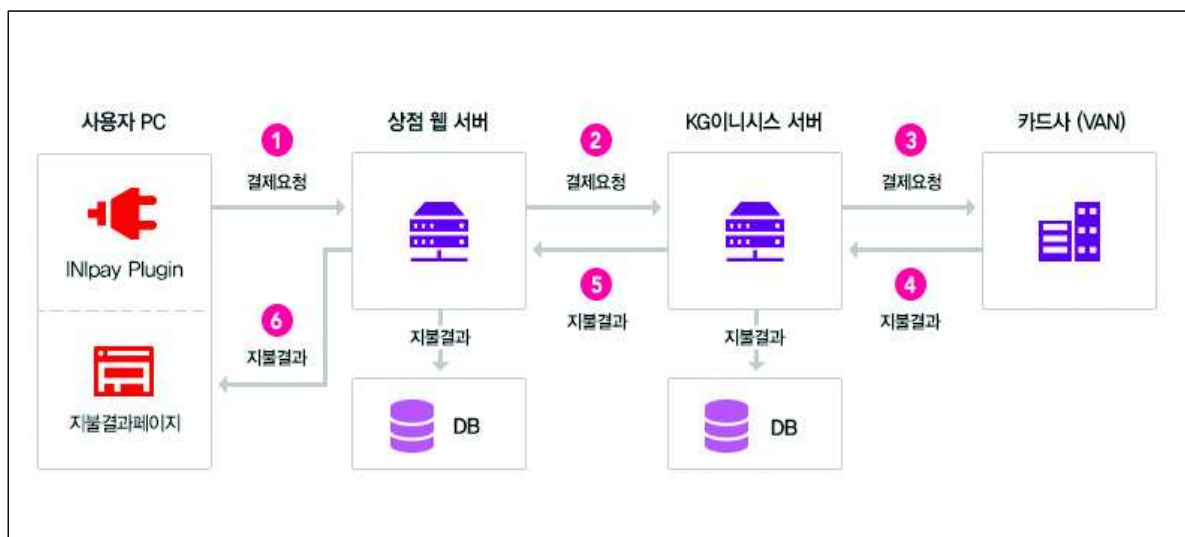 사용자 PC
상점 웹 서버
KG이니시스 서버
카드사 (VAN)
1
결제요청
2
결제요청
3
결제요청
INIpay Plugin
6
지불결과
5
지불결과
4
지불결과
지불결과
지불결과
지불결과페이지
DB
DB